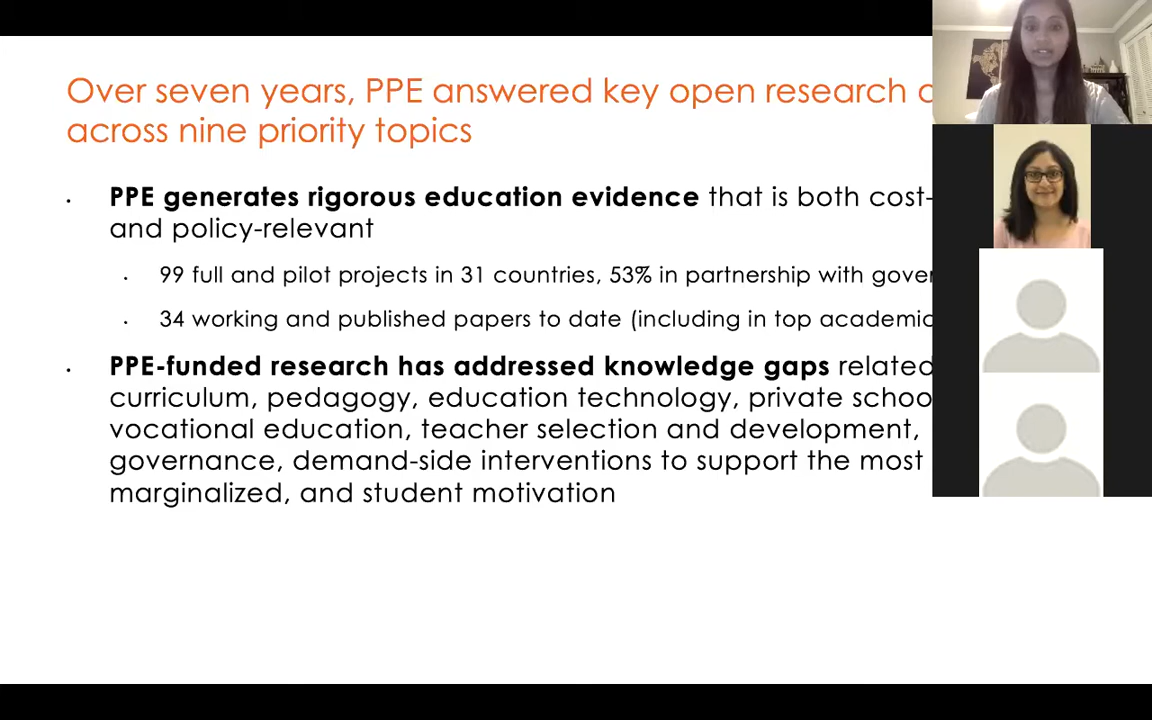 Over seven years, PPE answered key open research
across nine priority topics
• PPE generates rigorous education evidence that is both cost-
and policy-relevant
• 99 full and pilot projects in 31 countries, 53% in partnership with
• 34 working and published papers to date (including in top academic
• PPE-funded research has addressed knowledge gaps related
curriculum, pedagogy, education technology, private
vocational education, teacher selection and development,
governance, demand-side interventions to support the most
marginalized, and student motivation